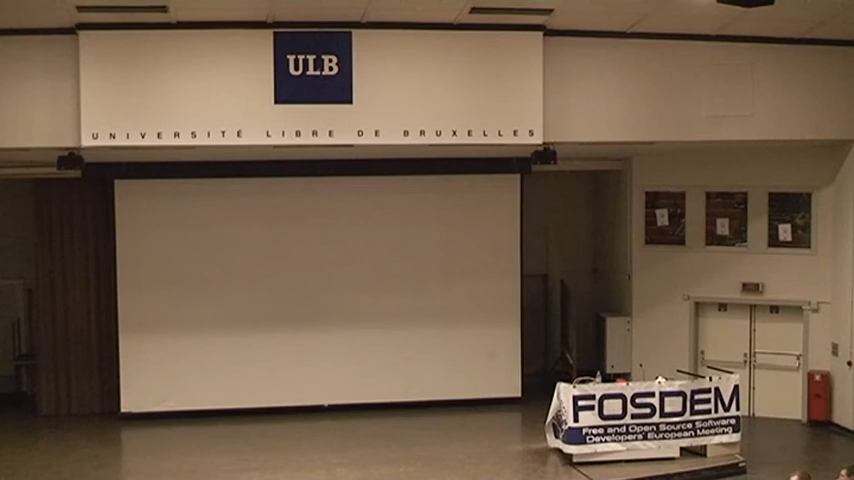 ULB
UNIVERSITÉ LIBRE DE BRUXELLES
FOSDEM
Free and Open Source Software
Developers' European Meeting